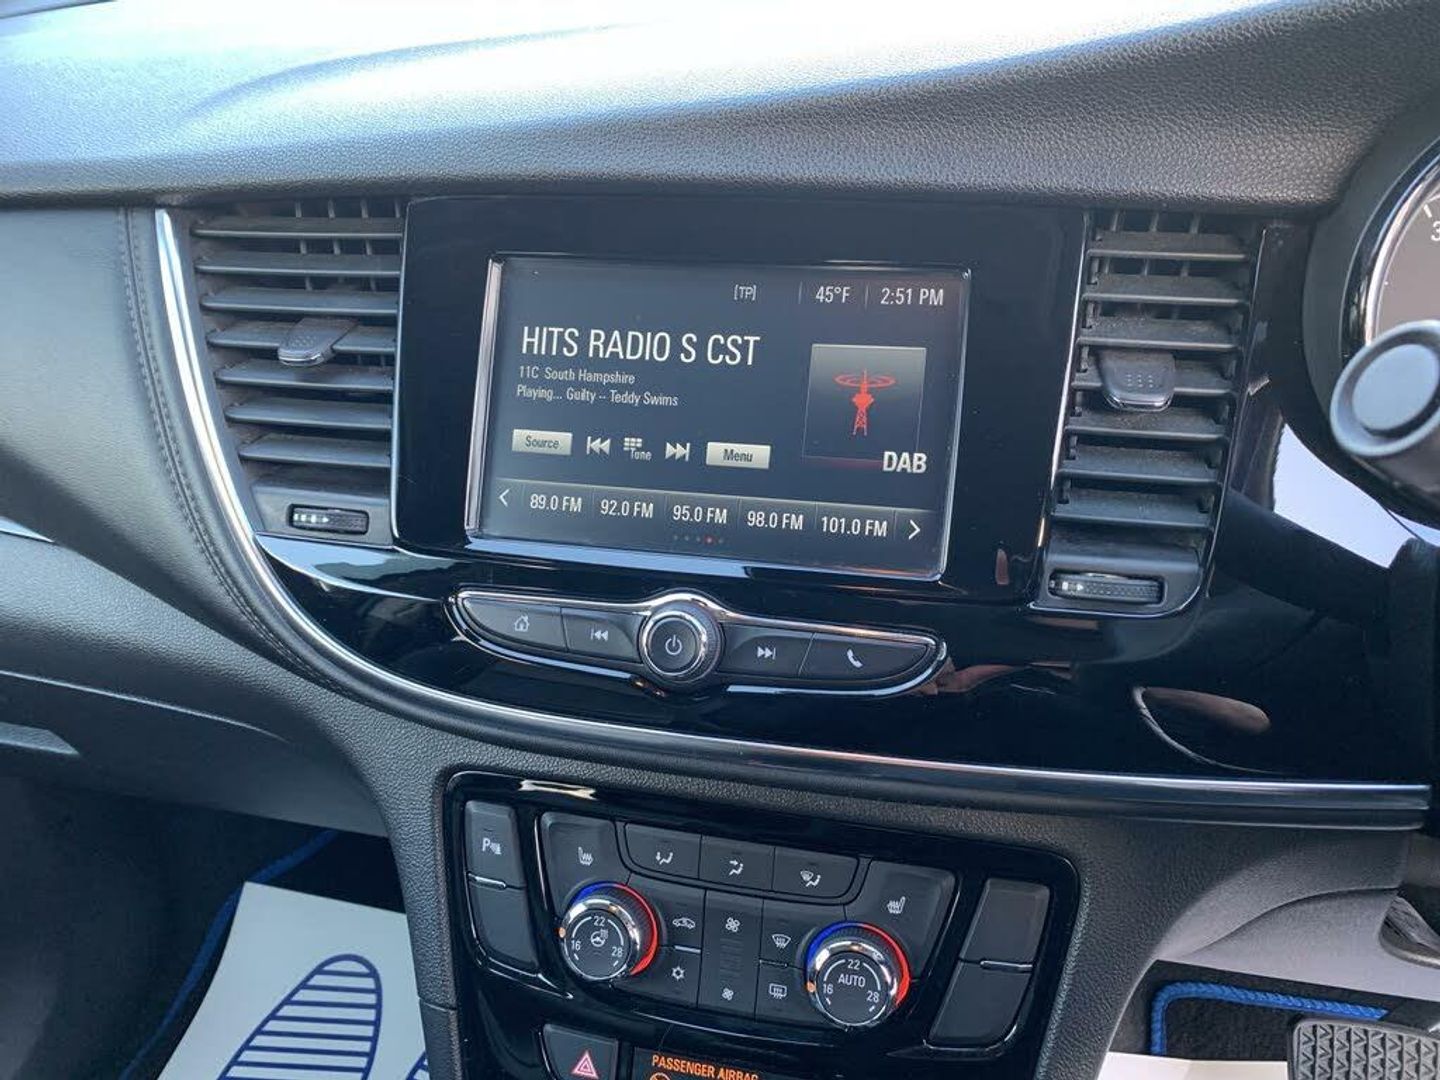 [TP] 45°F 2:51 PM
HITS RADIO S CST
11C South Hampshire
Playing... Guilty -- Teddy Swims
Source Tune Menu
DAB
89.0 FM 92.0 FM 95.0 FM 98.0 FM 101.0 FM
P
22
16 28
22
AUTO
16 28
PASSENGER AIRBAG
3